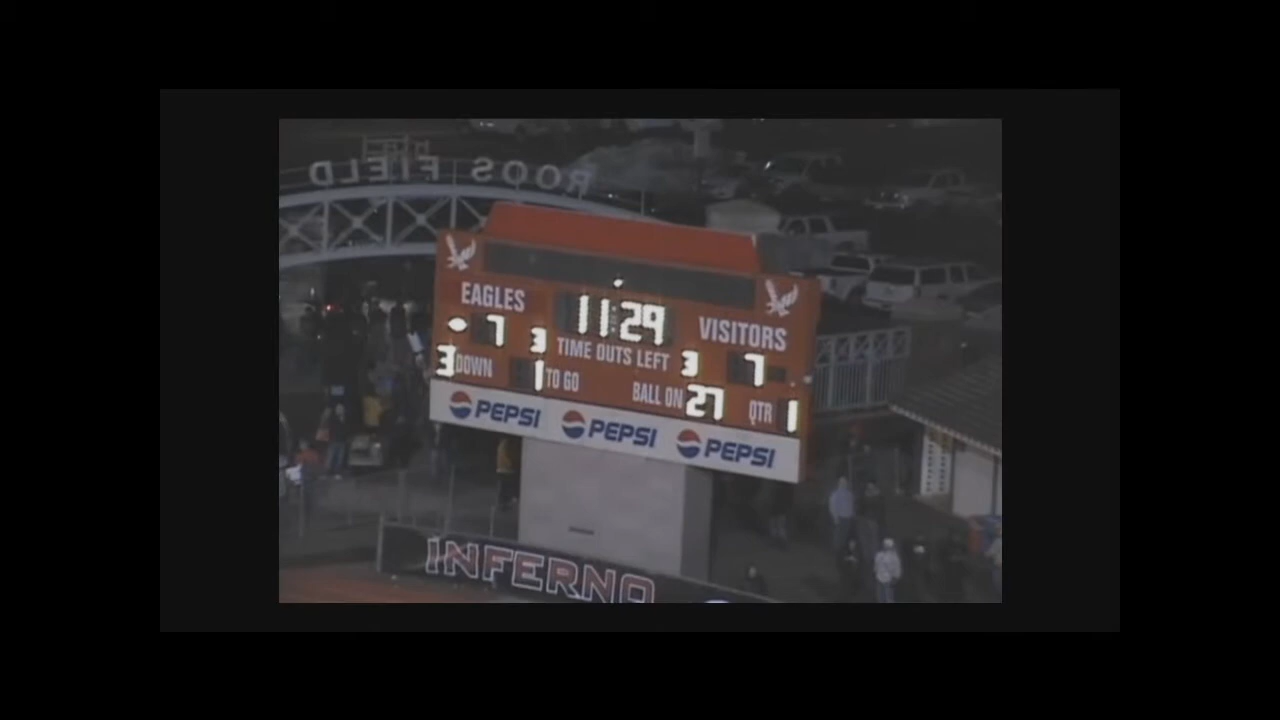 ROOS FIELD
EAGLES 11:29 VISITORS
7 3 TIME OUTS LEFT 3 7
3 DOWN 1 TO GO BALL ON 27 QTR 1
PEPSI PEPSI PEPSI
INFERNO